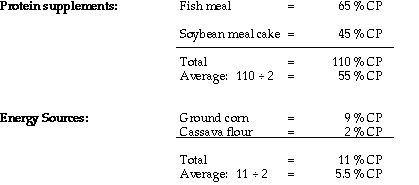 Protein supplements: Fish meal = 65 % CP
Soybean meal cake = 45 % CP
Total = 110 % CP
Average: 110 ÷ 2 = 55 % CP
Energy Sources: Ground corn = 9 % CP
Cassava flour = 2 % CP
Total = 11 % CP
Average: 11 ÷ 2 = 5.5 % CP